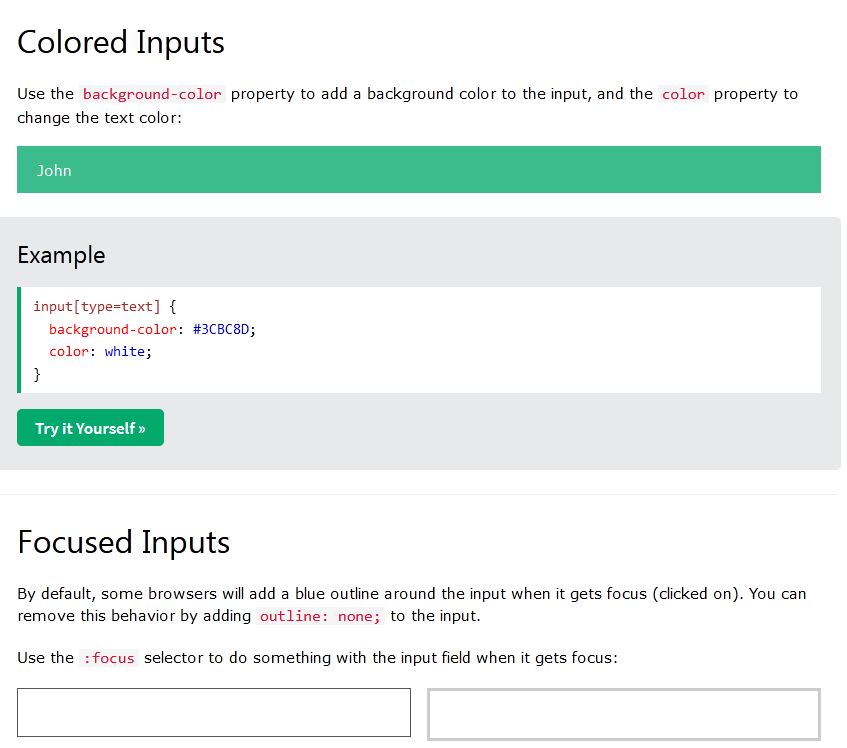 Colored Inputs
Use the background-color property to add a background color to the input, and the color property to
change the text color:
John
Example
input[type=text] {
  background-color: #3CBC8D;
  color: white;
}
Try it Yourself »
Focused Inputs
By default, some browsers will add a blue outline around the input when it gets focus (clicked on). You can
remove this behavior by adding outline: none; to the input.
Use the :focus selector to do something with the input field when it gets focus: